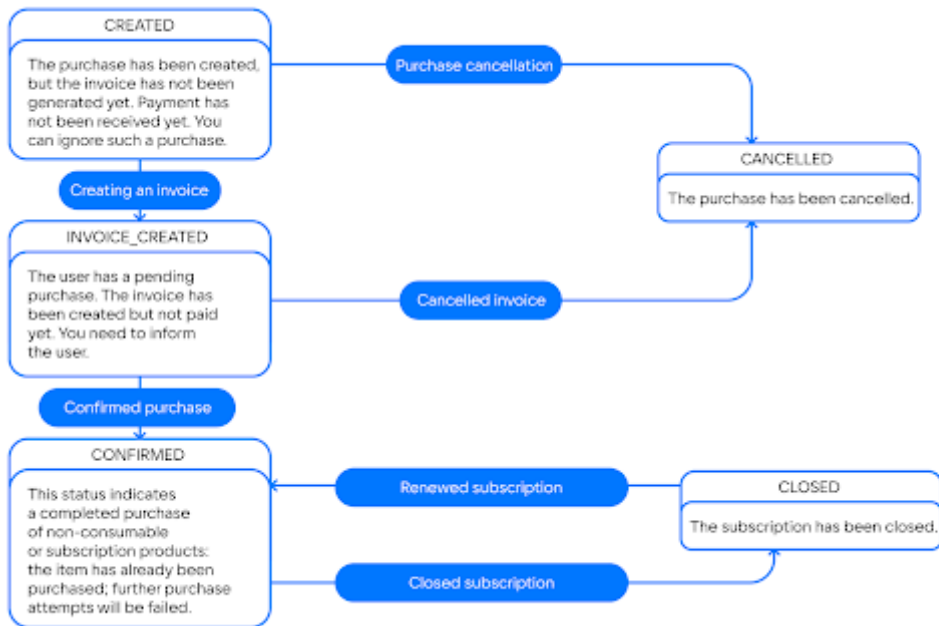 CREATED
The purchase has been created,
but the invoice has not been
generated yet. Payment has
not been received yet. You
can ignore such a purchase.
Purchase cancellation
CANCELLED
The purchase has been cancelled.
Creating an invoice
INVOICE_CREATED
The user has a pending
purchase. The invoice has
been created but not paid
yet. You need to inform
the user.
Cancelled invoice
Confirmed purchase
CONFIRMED
This status indicates
a completed purchase
of non-consumable
or subscription products:
the item has already been
purchased; further purchase
attempts will be failed.
Renewed subscription
CLOSED
The subscription has been closed.
Closed subscription